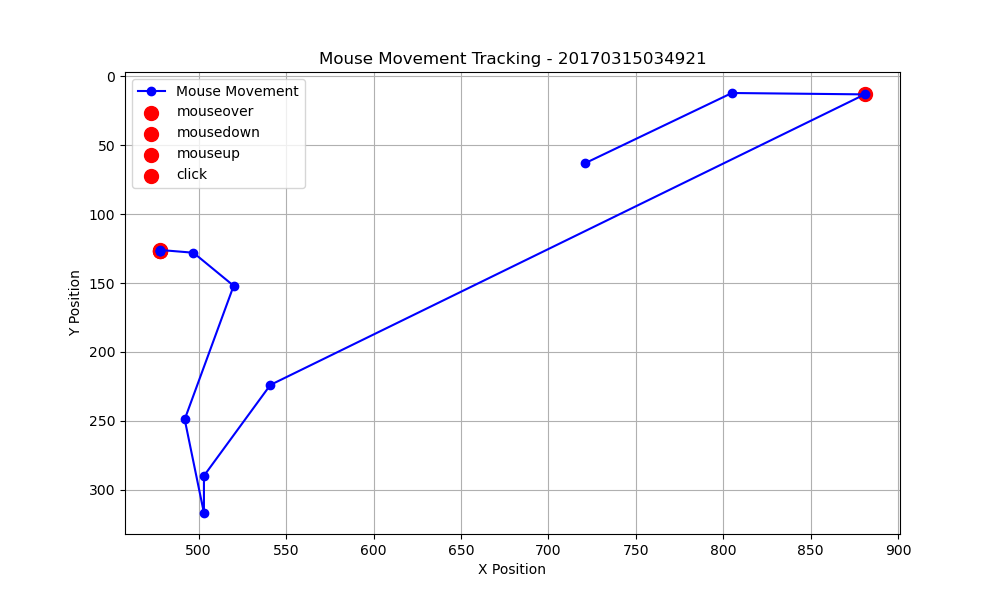 Mouse Movement Tracking - 20170315034921
Mouse Movement
mouseover
mousedown
mouseup
click
0
50
100
150
200
250
300
Y Position
500
550
600
650
700
750
800
850
900
X Position